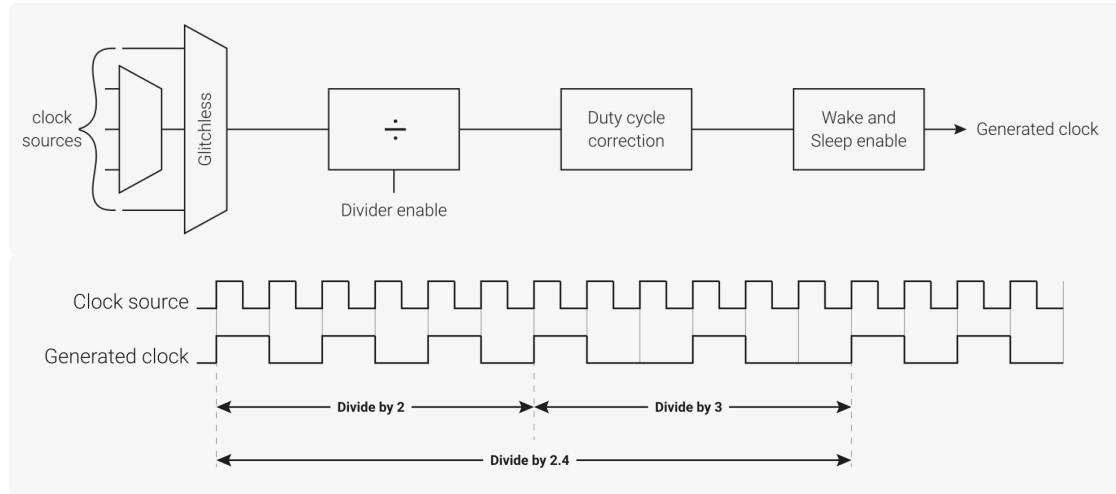 clock
sources
Glitchless
÷
Divider enable
Duty cycle
correction
Wake and
Sleep enable
Generated clock
Clock source
Generated clock
Divide by 2
Divide by 3
Divide by 2.4